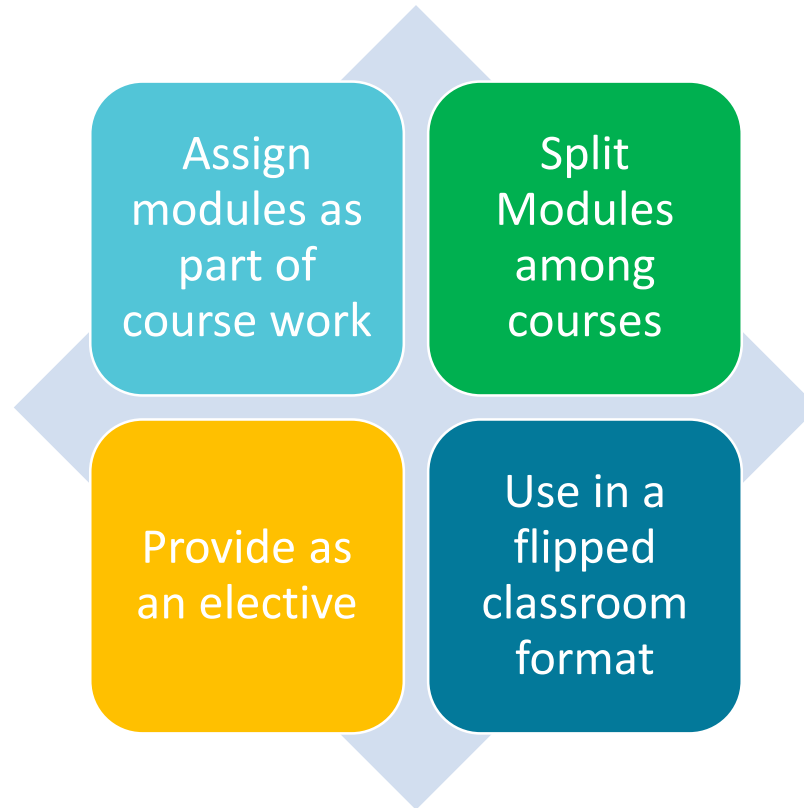 Assign
modules as
part of
course work
Split
Modules
among
courses
Provide as
an elective
Use in a
flipped
classroom
format